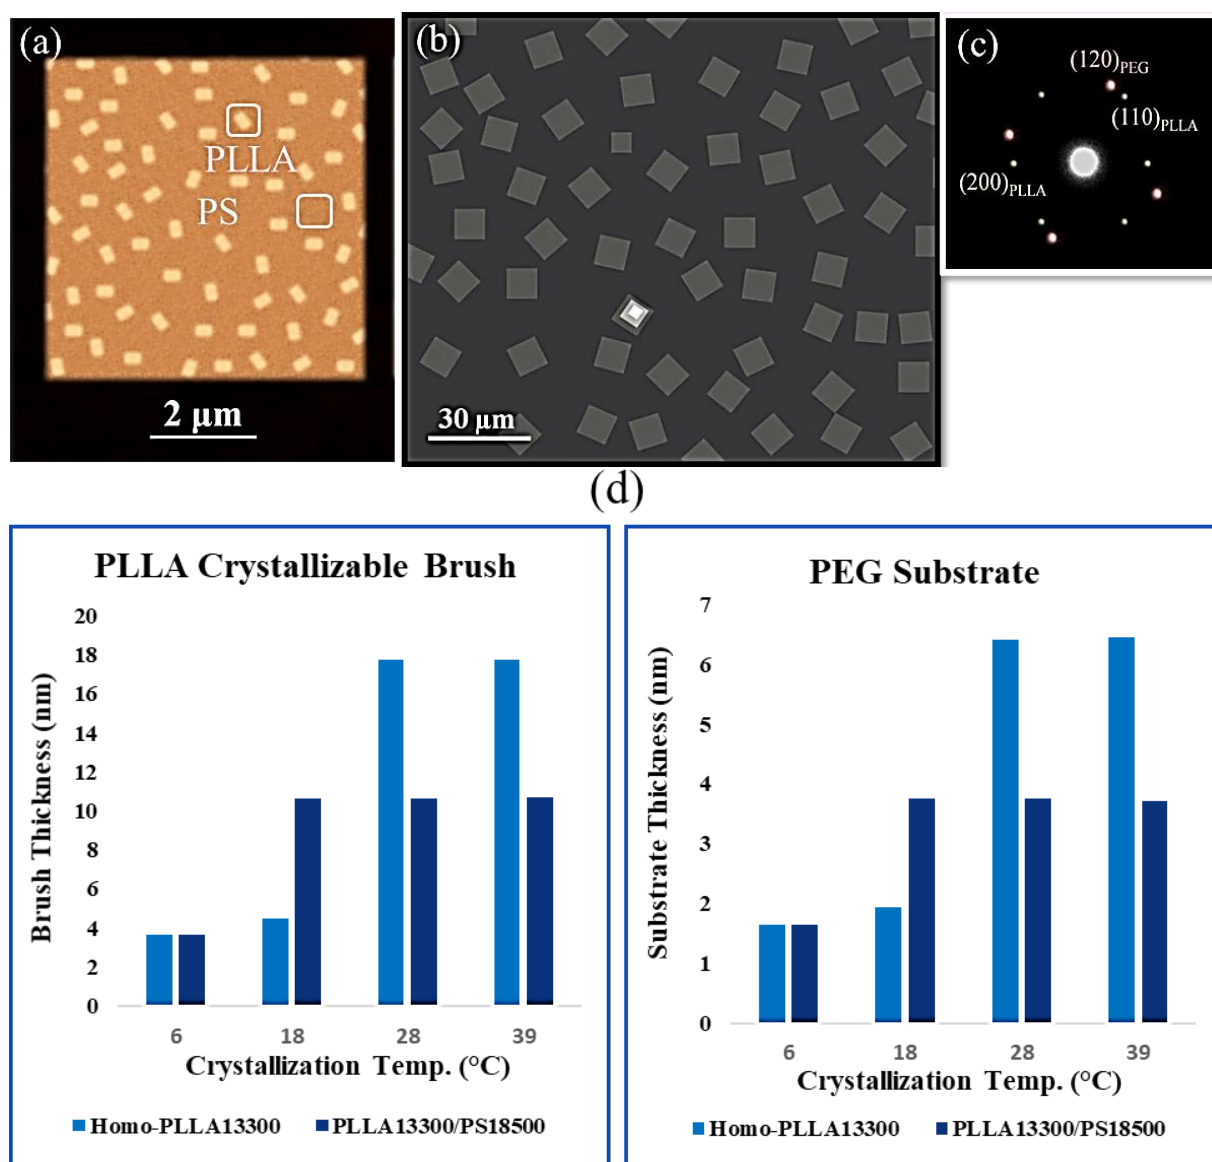 (a)
PLLA
PS
2 μm
(b)
30 μm
(c)
(120)PEG
(110)PLLA
(200)PLLA
(d)
PLLA Crystallizable Brush
Brush Thickness (nm)
20
18
16
14
12
10
8
6
4
2
0
6 18 28 39
Crystallization Temp. (°C)
Homo-PLLA13300 PLLA13300/PS18500
PEG Substrate
Substrate Thickness (nm)
7
6
5
4
3
2
1
0
6 18 28 39
Crystallization Temp. (°C)
Homo-PLLA13300 PLLA13300/PS18500